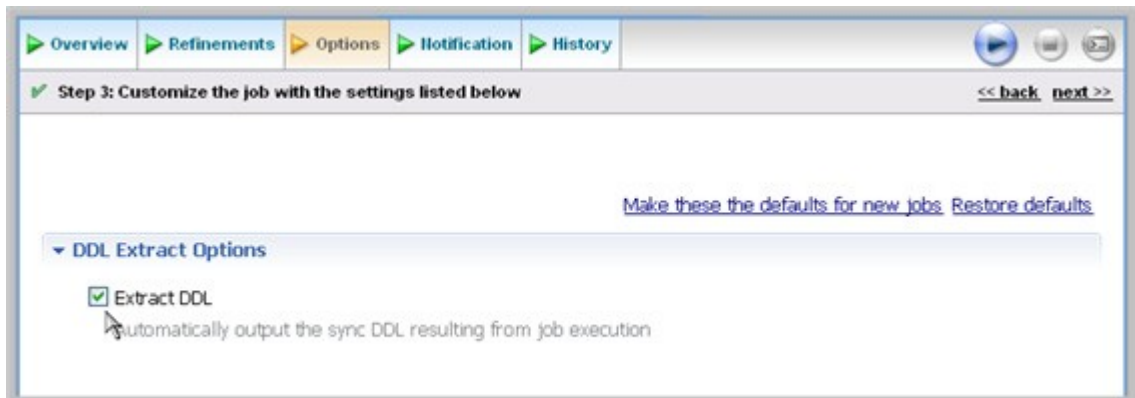 Overview Refinements Options Notification History
Step 3: Customize the job with the settings listed below << back next >>
Make these the defaults for new jobs Restore defaults
DDL Extract Options
Extract DDL
Automatically output the sync DDL resulting from job execution